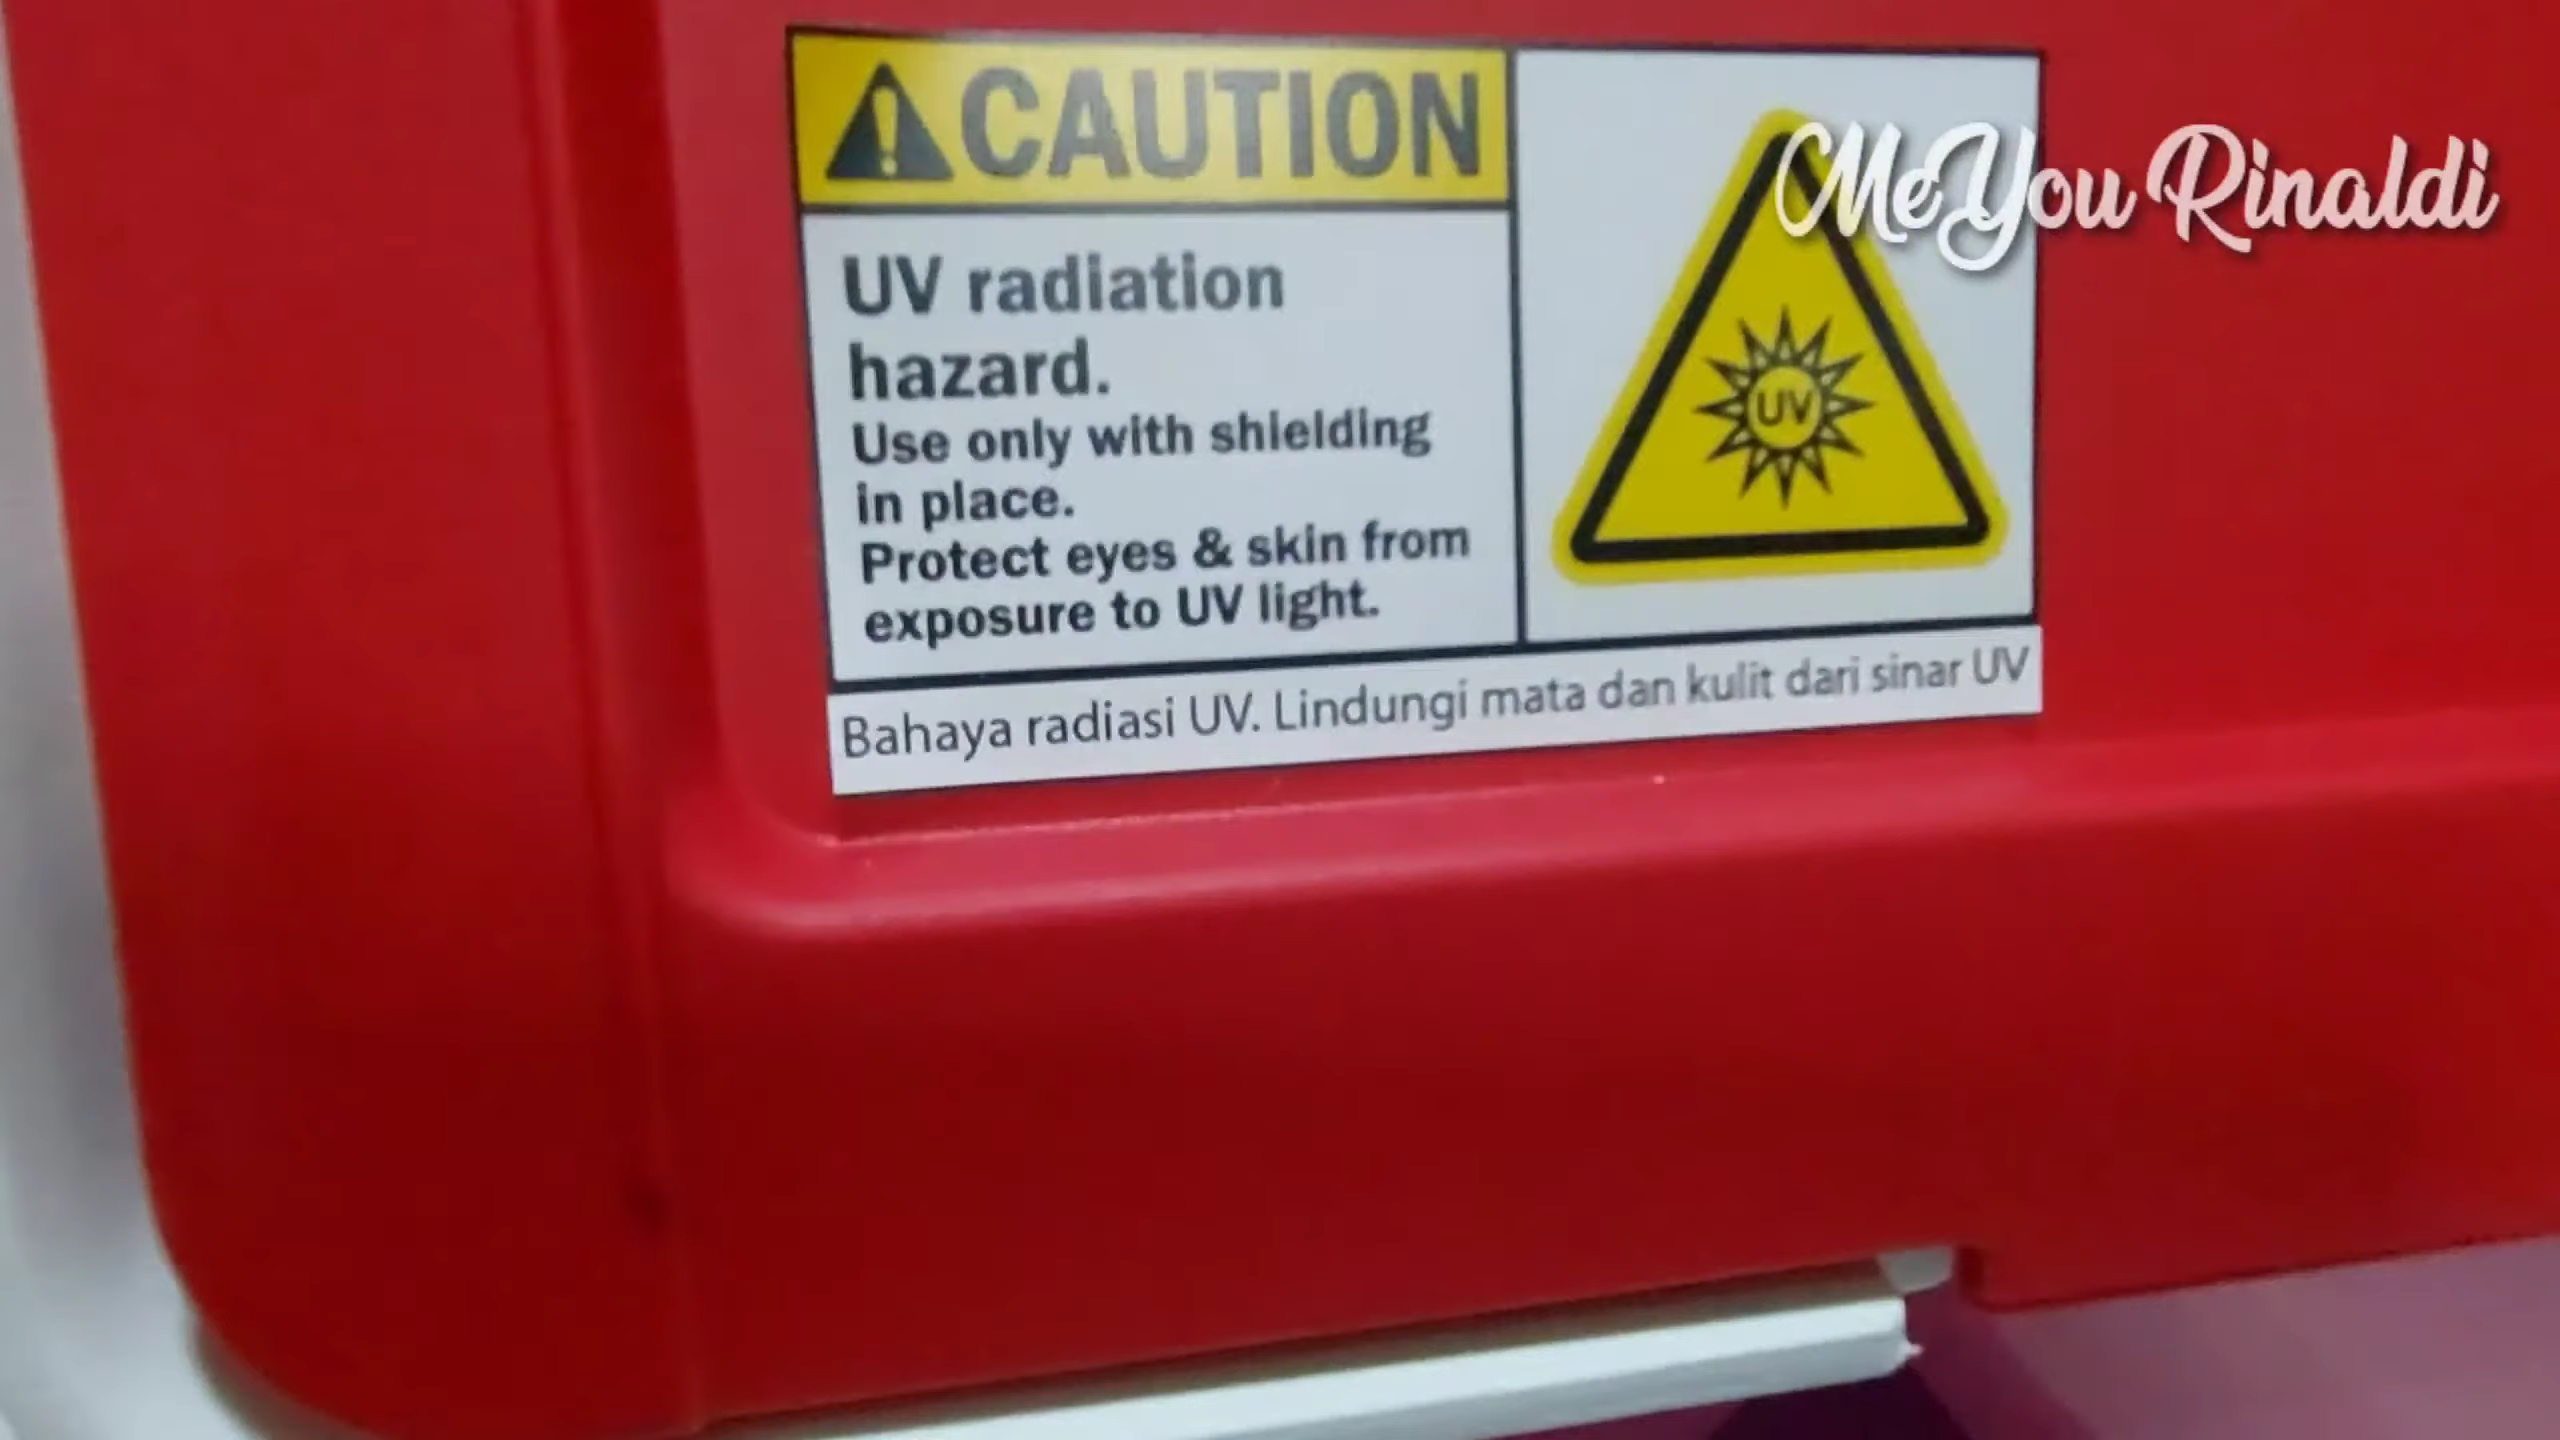 CAUTION
MeYou Rinaldi
UV radiation
hazard.
Use only with shielding
in place.
Protect eyes & skin from
exposure to UV light.
UV
Bahaya radiasi UV. Lindungi mata dan kulit dari sinar UV